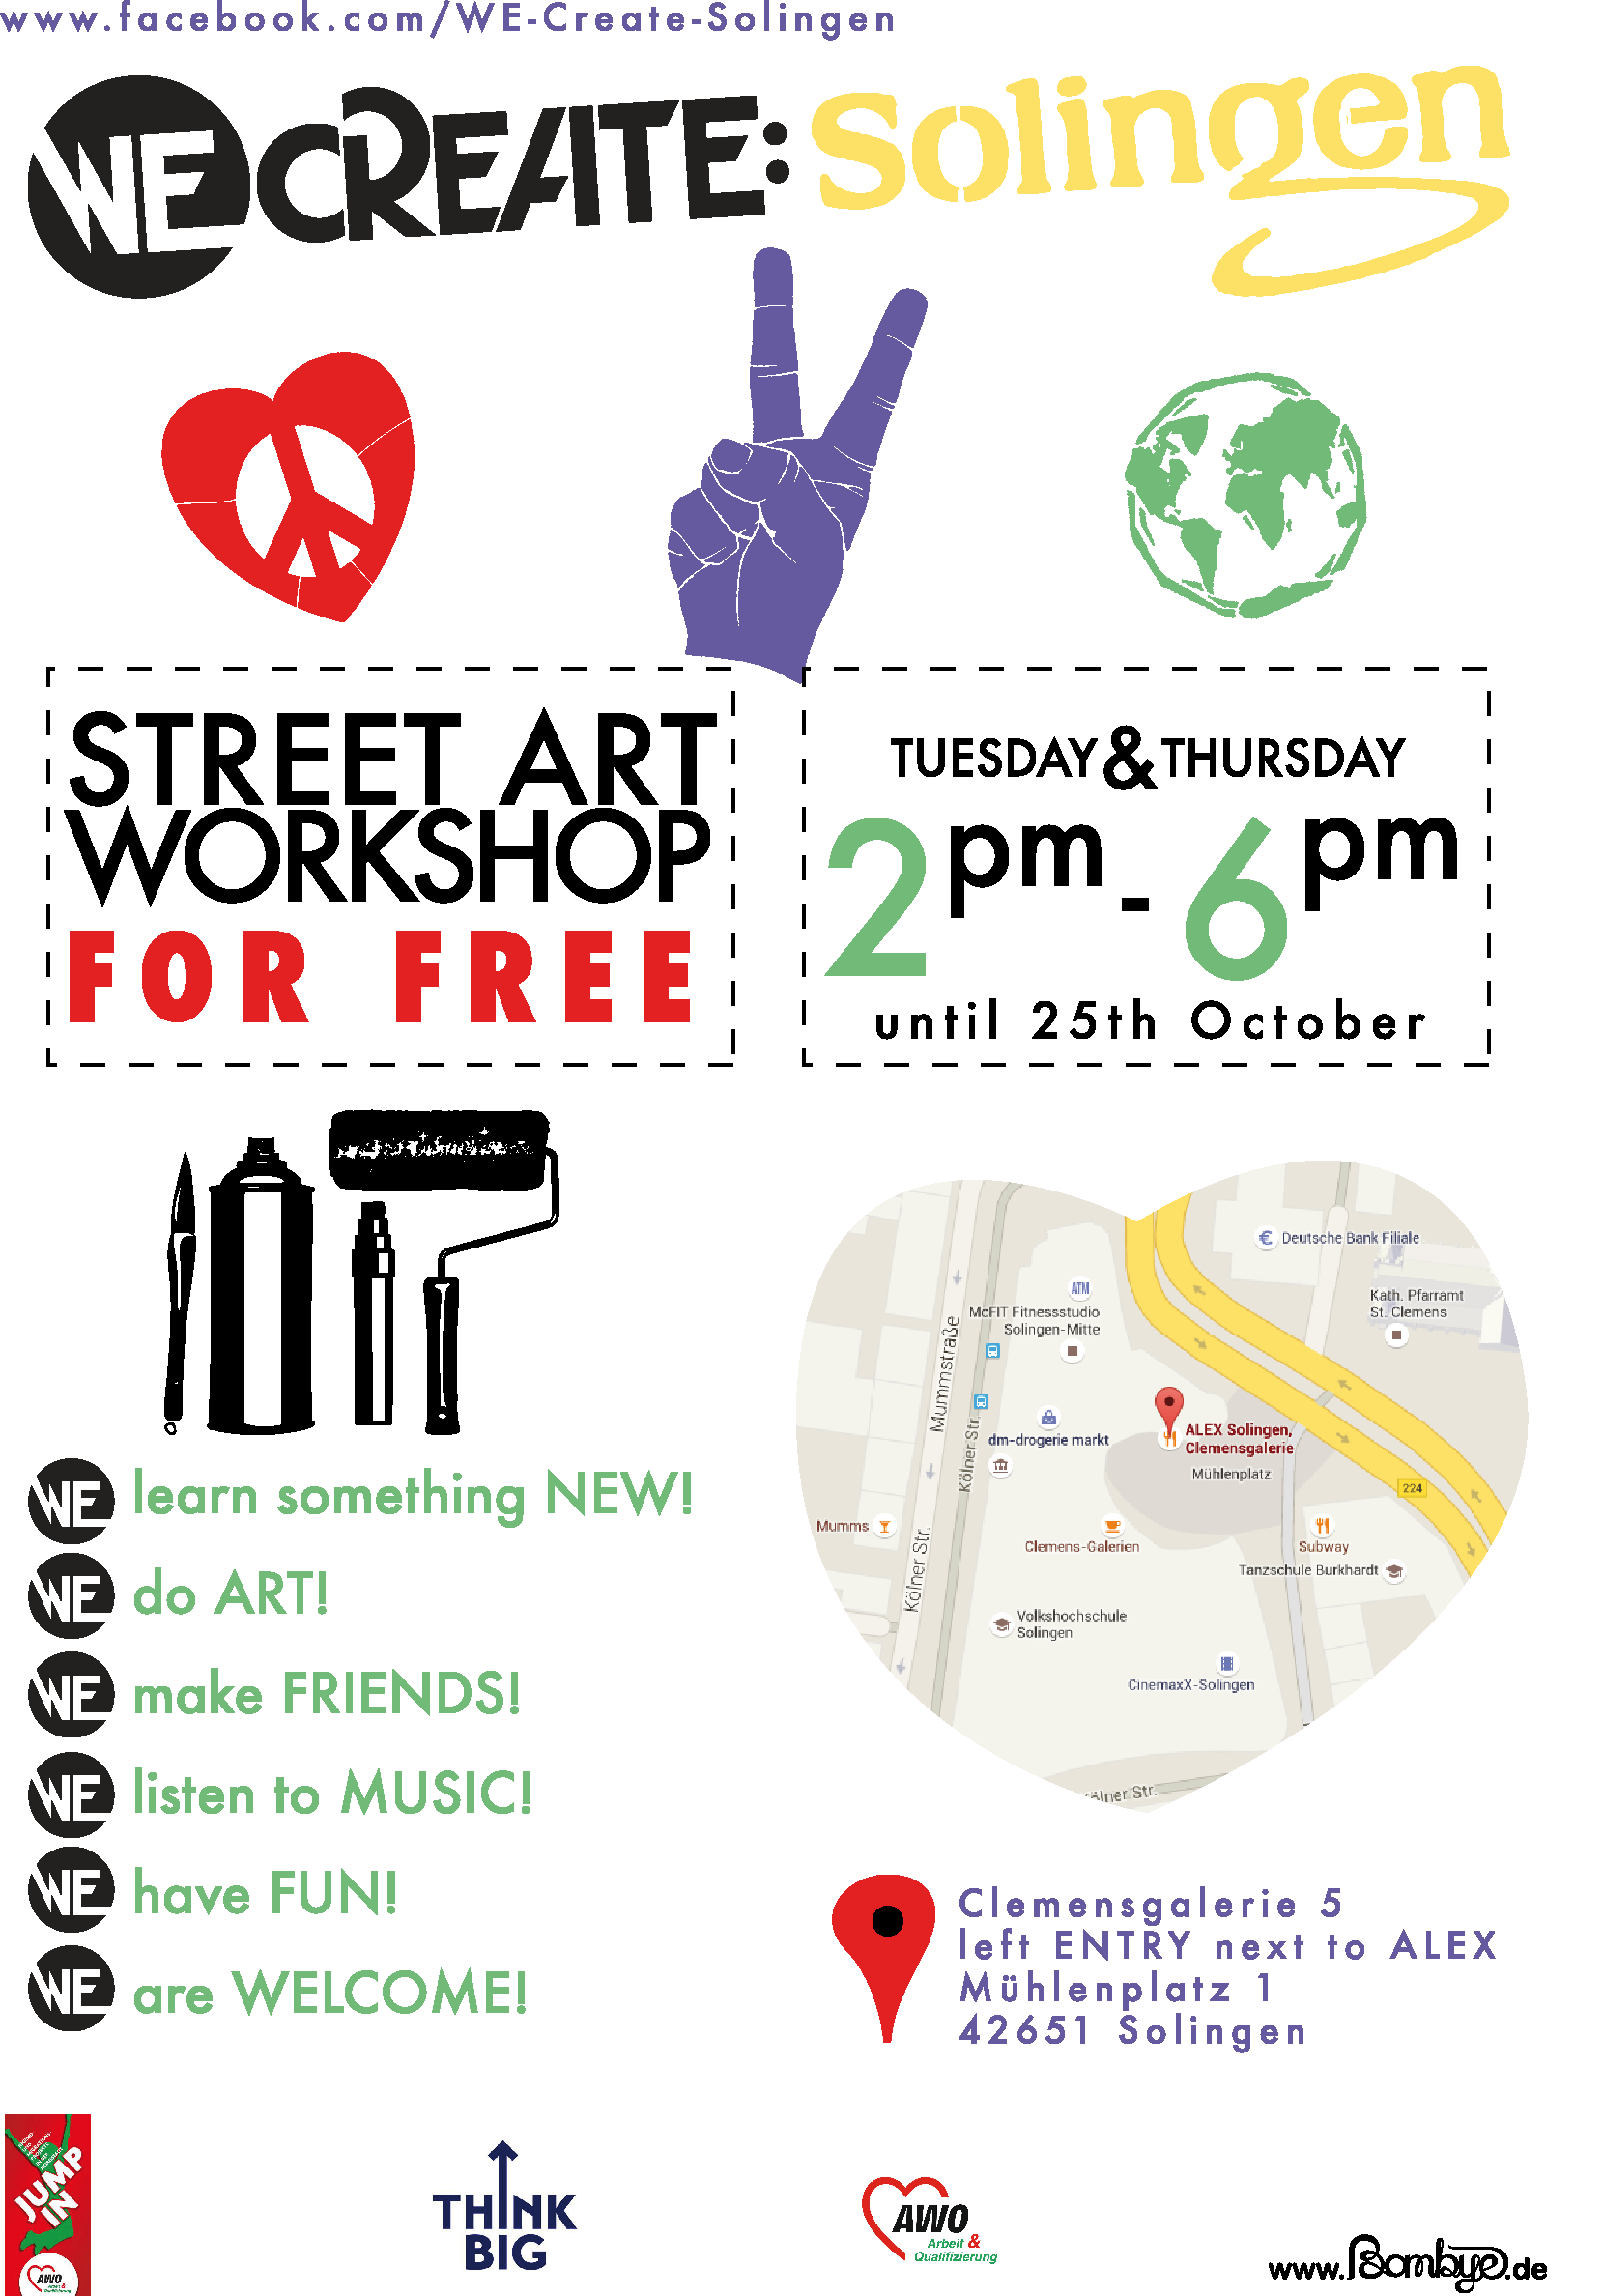 www.facebook.com/WE-Create-Solingen
WE CREATE: Solingen
STREET ART
WORKSHOP
FOR FREE
TUESDAY & THURSDAY
2pm - 6pm
until 25th October
WE learn something NEW!
WE do ART!
WE make FRIENDS!
WE listen to MUSIC!
WE have FUN!
WE are WELCOME!
Deutsche Bank Filiale
ATM
Kath. Pfarramt
St. Clemens
McFIT Fitnessstudio
Solingen-Mitte
Mummstraße
Kölner Str.
dm-drogerie markt
ALEX Solingen,
Clemensgalerie
Mühlenplatz
224
Mumms
Clemens-Galerien
Subway
Tanzschule Burkhardt
Kölner Str.
Volkshochschule
Solingen
CinemaxX-Solingen
Str.
Clemensgalerie 5
left ENTRY next to ALEX
Mühlenplatz 1
42651 Solingen
JUMP
IN
AWO
THINK
BIG
AWO
Arbeit &
Qualifizierung
www.Bombye.de